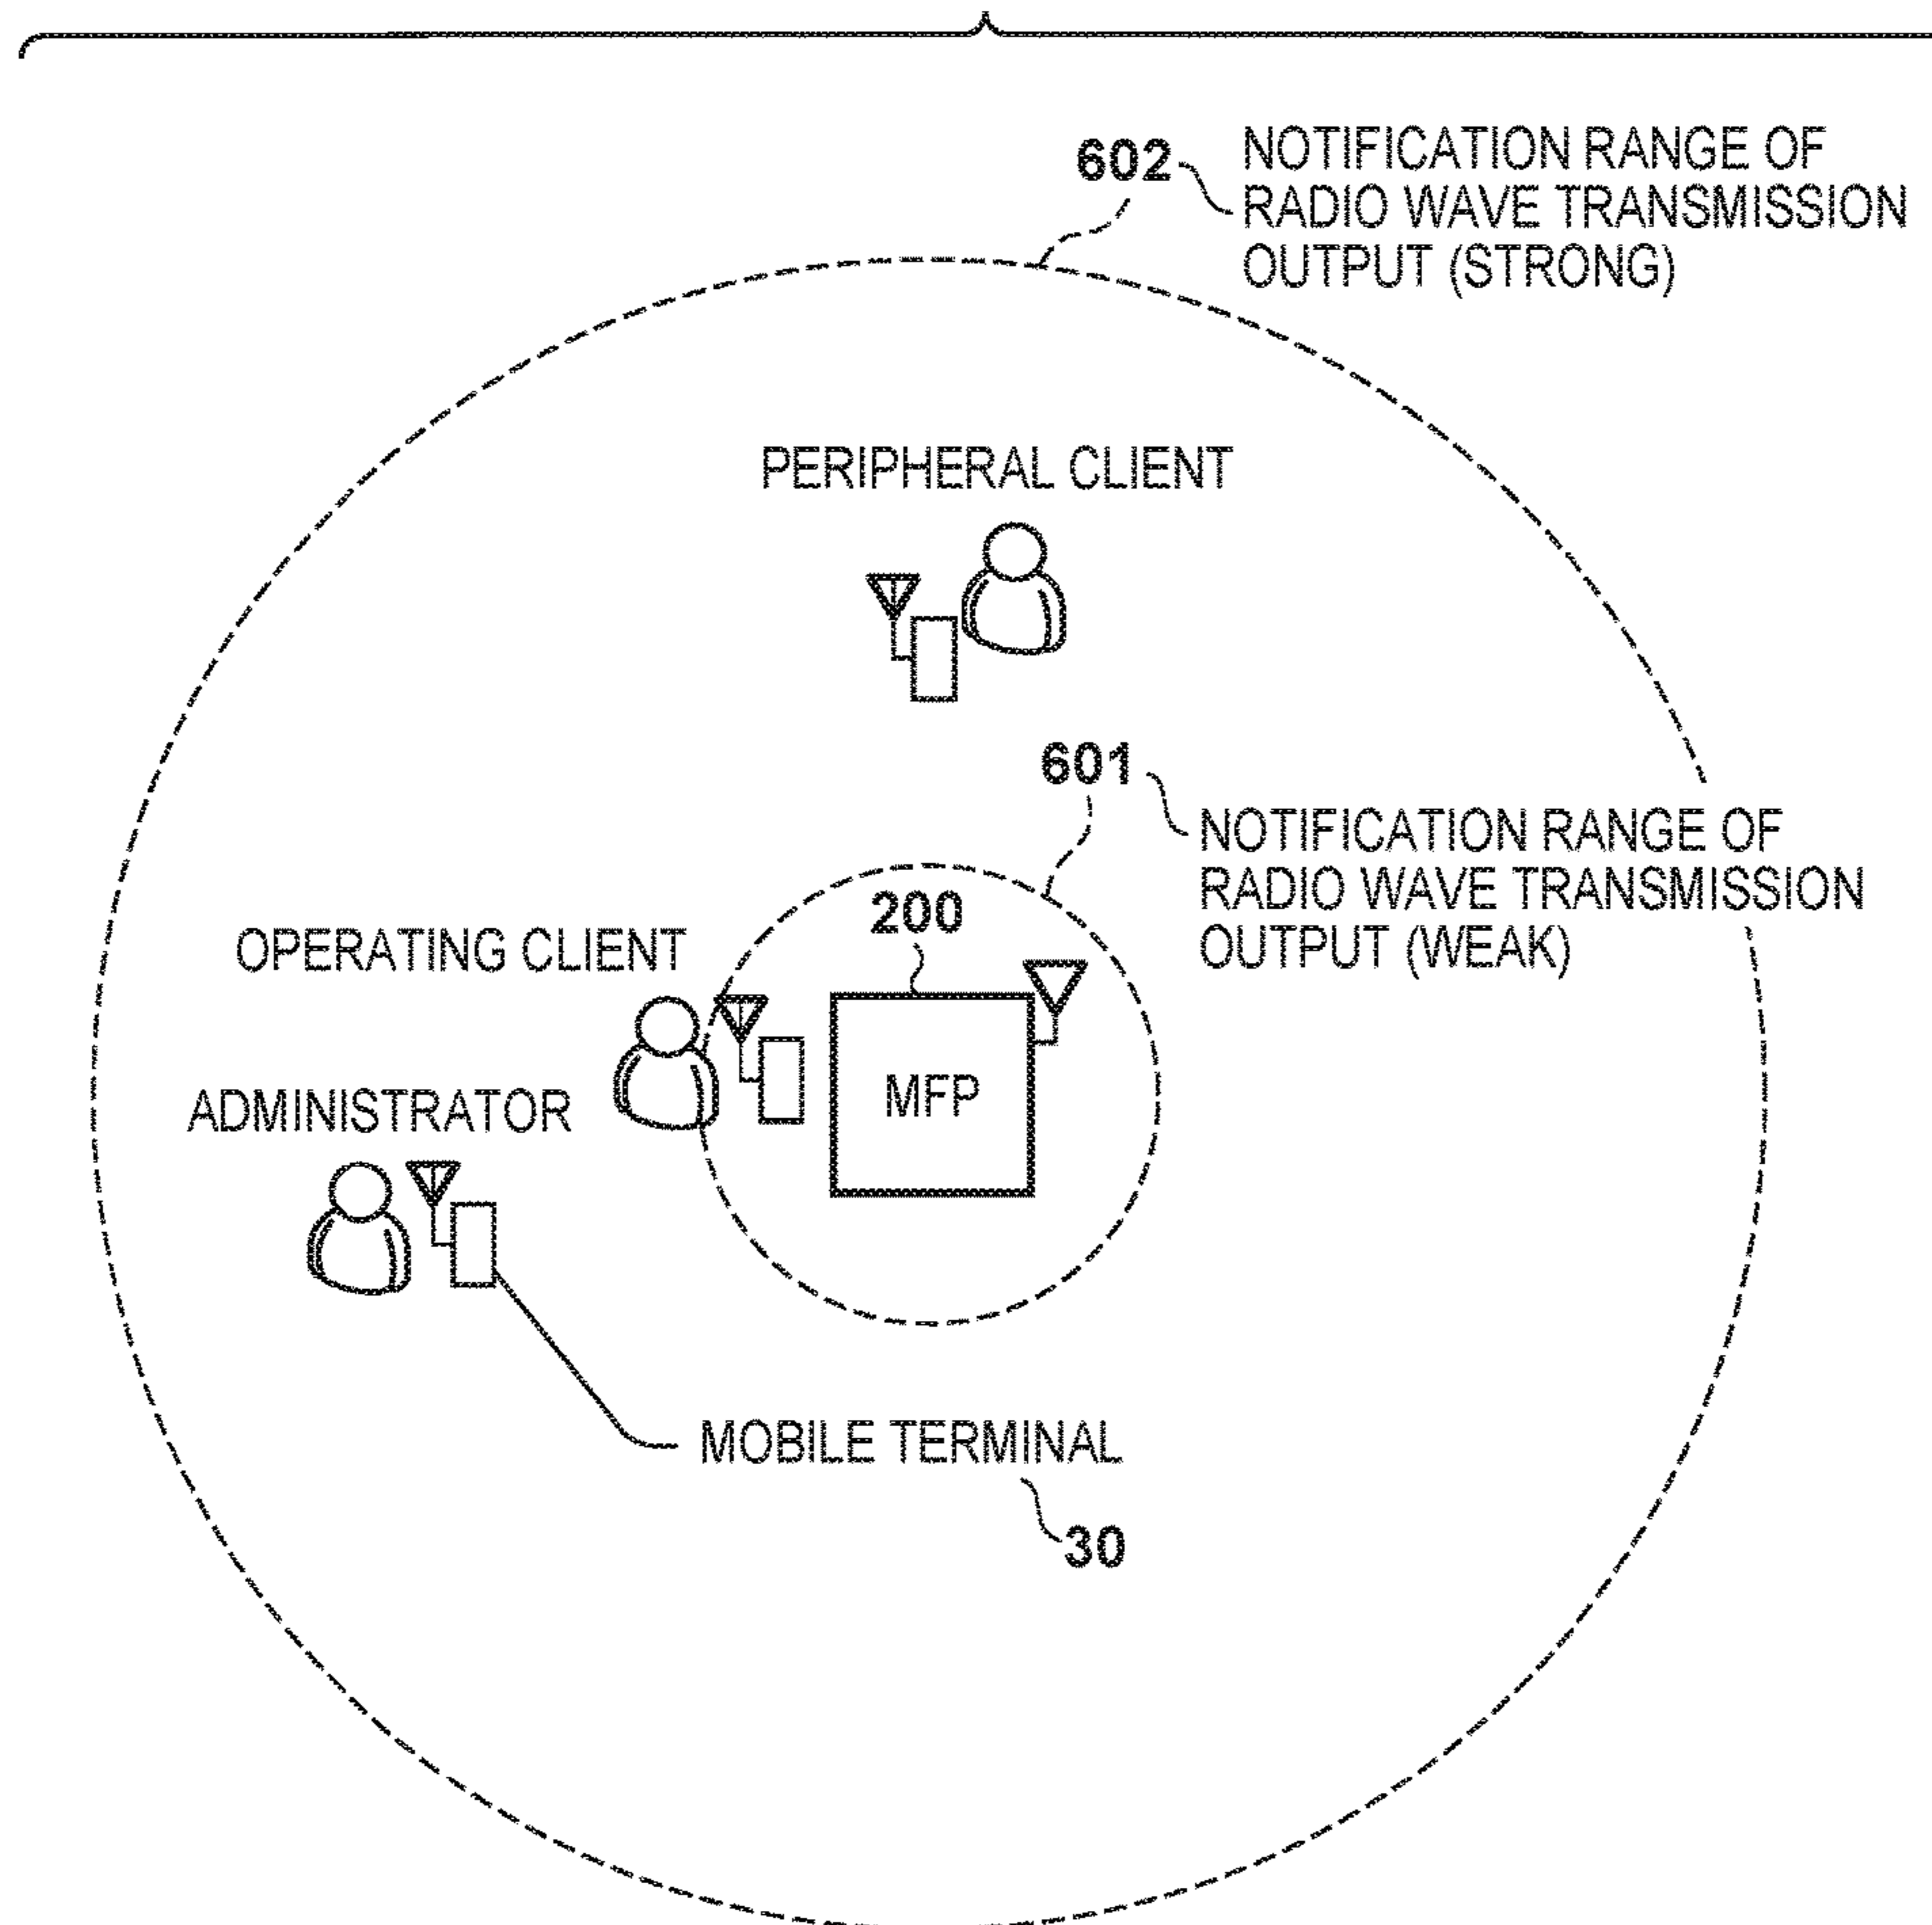 602
NOTIFICATION RANGE OF
RADIO WAVE TRANSMISSION
OUTPUT (STRONG)
PERIPHERAL CLIENT
601
NOTIFICATION RANGE OF
RADIO WAVE TRANSMISSION
OUTPUT (WEAK)
200
OPERATING CLIENT
MFP
ADMINISTRATOR
MOBILE TERMINAL
30